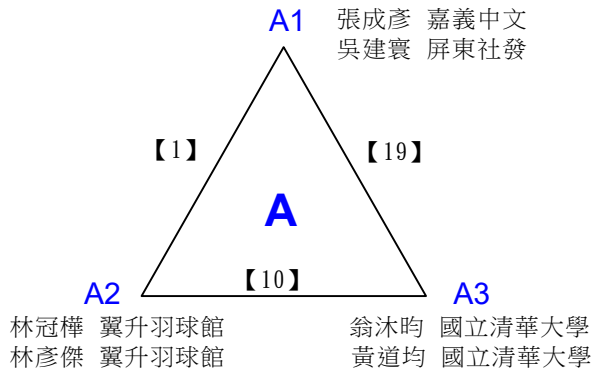 A1 張成彥 嘉義中文
吳建寰 屏東社發
【1】 【19】
A
【10】
A2 A3
林冠樺 翼升羽球館 翁沐昀 國立清華大學
林彥傑 翼升羽球館 黃道均 國立清華大學